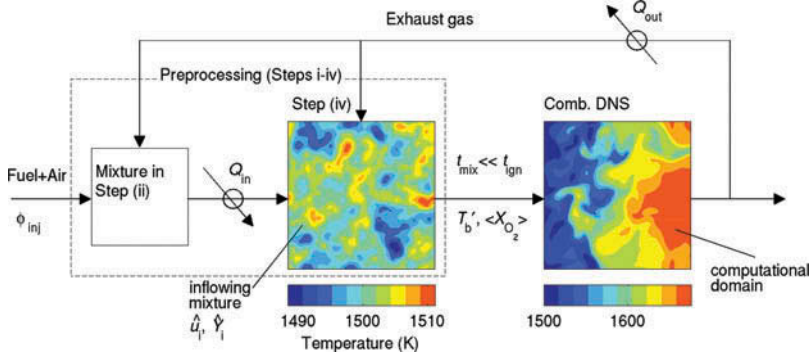 Exhaust gas
Q_out
Preprocessing (Steps i-iv)
Step (iv)
Comb. DNS
Fuel+Air
ϕ_inj
Mixture in
Step (ii)
Q_in
t_mix << t_ign
T_b′, <X_O_2>
inflowing
mixture
û_i, Ŷ_i
computational
domain
1490 1500 1510
Temperature (K)
1500 1600